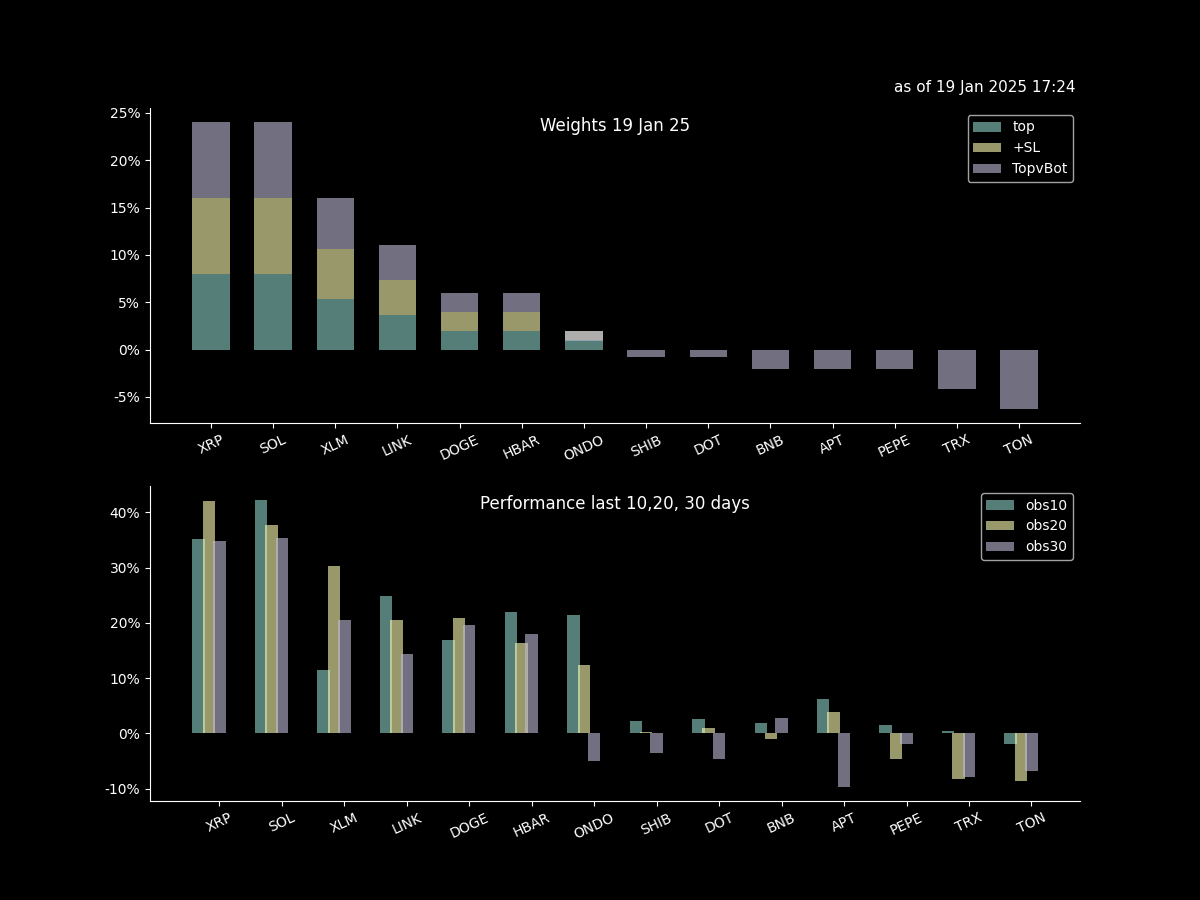 as of 19 Jan 2025 17:24
Weights 19 Jan 25
25%
20%
15%
10%
5%
0%
-5%
top
+SL
TopvBot
XRP SOL XLM LINK DOGE HBAR ONDO SHIB DOT BNB APT PEPE TRX TON
Performance last 10,20, 30 days
40%
30%
20%
10%
0%
-10%
obs10
obs20
obs30
XRP SOL XLM LINK DOGE HBAR ONDO SHIB DOT BNB APT PEPE TRX TON